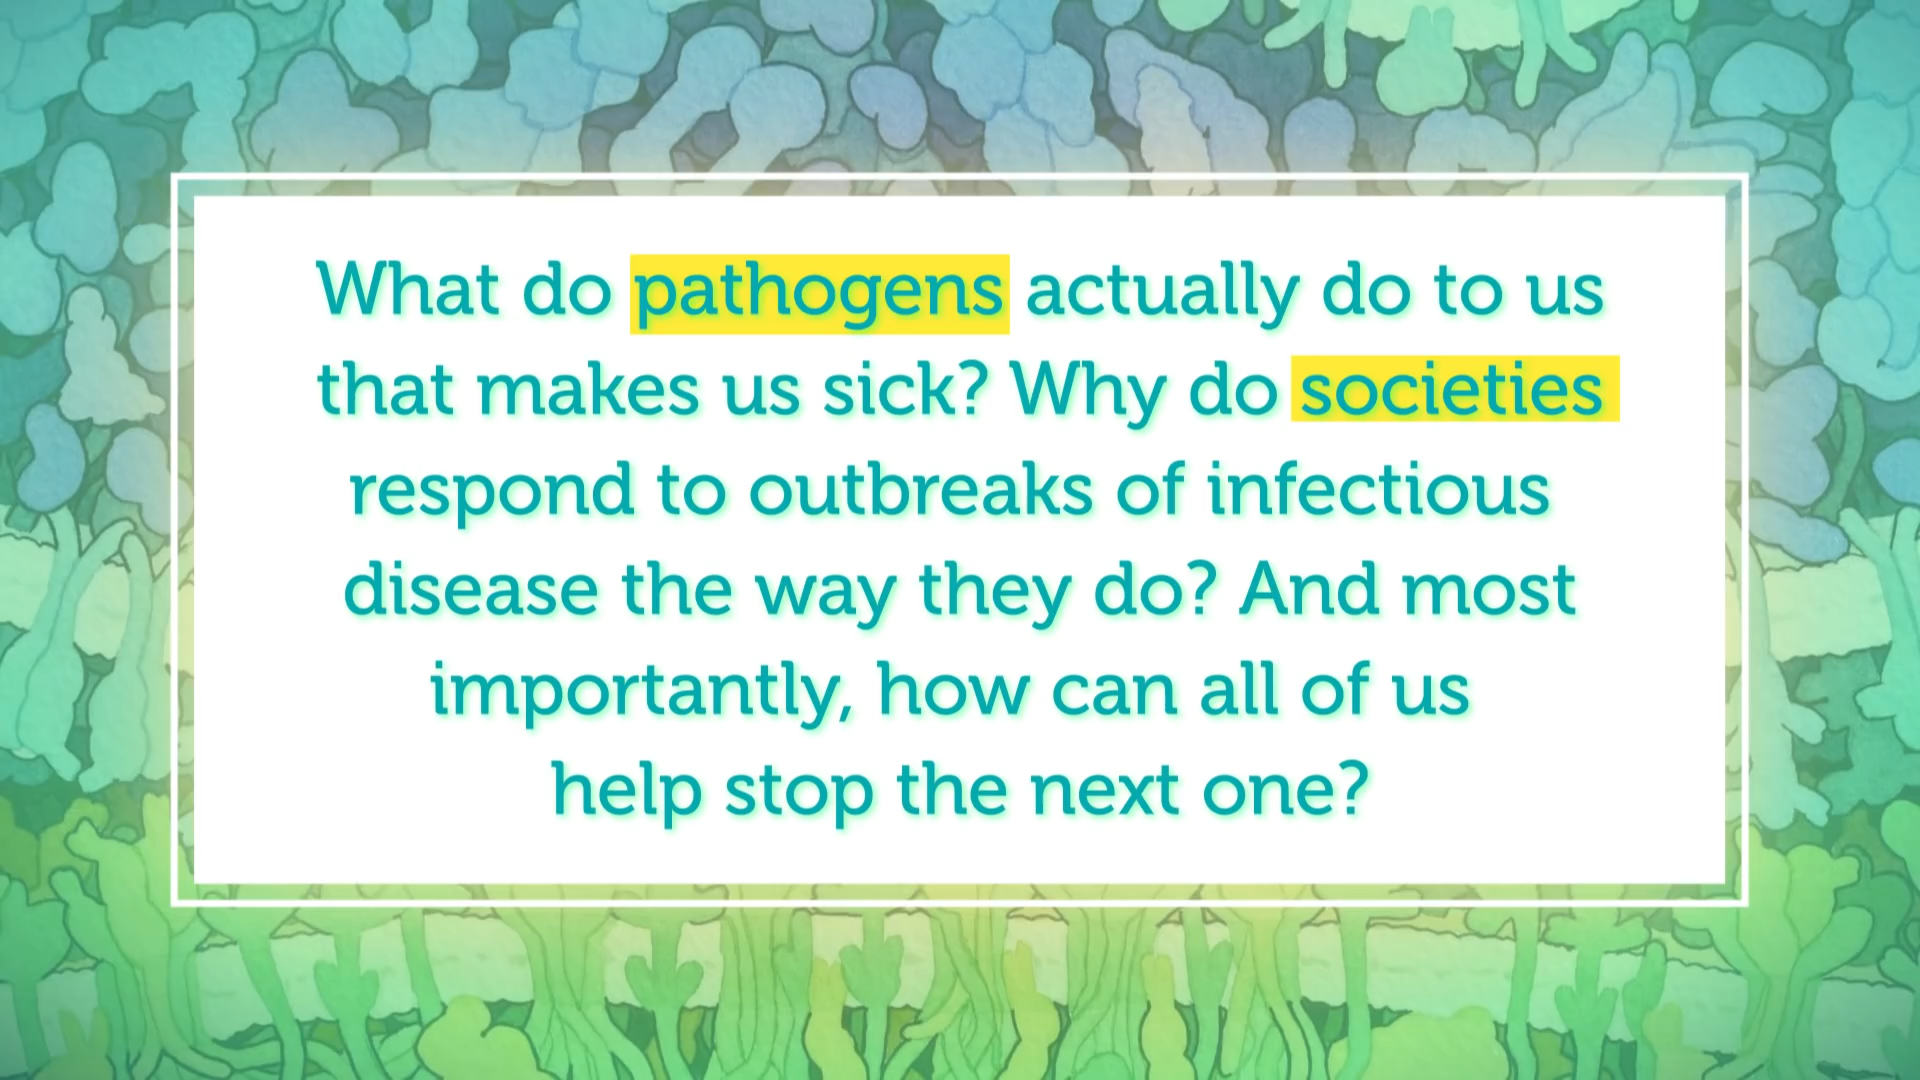 What do pathogens actually do to us
that makes us sick? Why do societies
respond to outbreaks of infectious
disease the way they do? And most
importantly, how can all of us
help stop the next one?